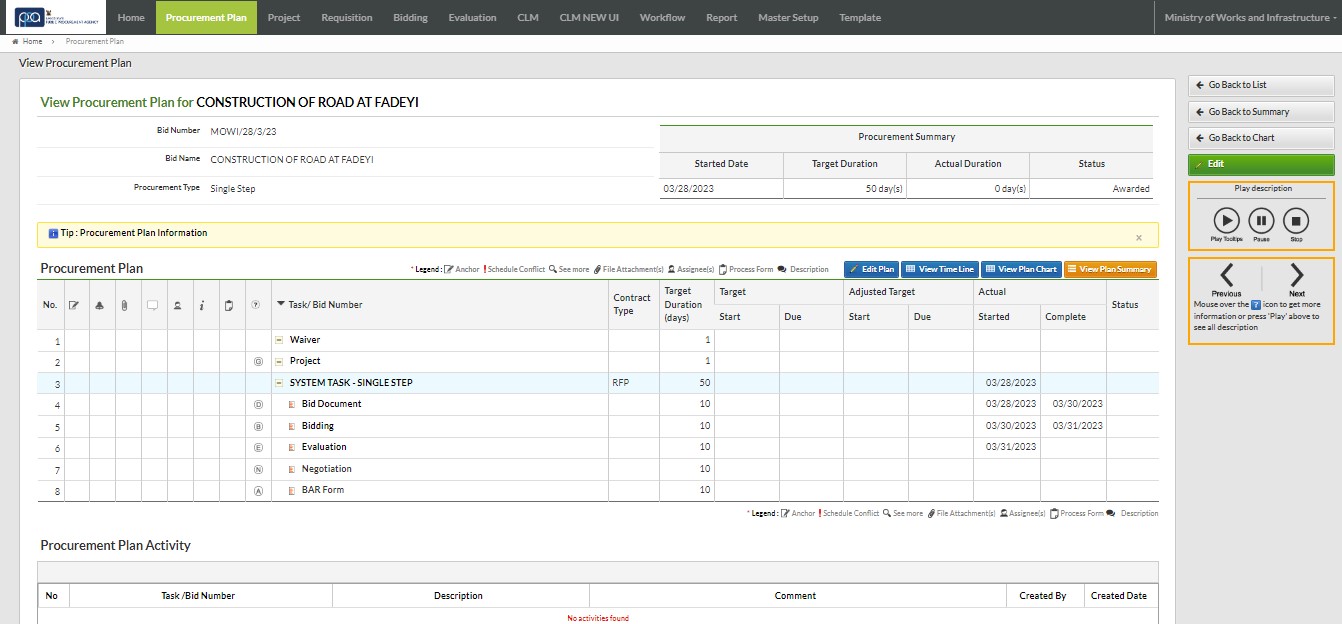 ppa PUBLIC PROCUREMENT AGENCY Home Procurement Plan Project Requisition Bidding Evaluation CLM CLM NEW UI Workflow Report Master Setup Template Ministry of Works and Infrastructure
Home > Procurement Plan
View Procurement Plan
Go Back to List
Go Back to Summary
Go Back to Chart
Edit
Play description
Play Tooltips Pause Stop
Previous Next
Mouse over the ? icon to get more
information or press 'Play' above to
see all description
View Procurement Plan for CONSTRUCTION OF ROAD AT FADEYI
Bid Number MOWI/28/3/23
Bid Name CONSTRUCTION OF ROAD AT FADEYI
Procurement Type Single Step
Procurement Summary
Started Date Target Duration Actual Duration Status
03/28/2023 50 day(s) 0 day(s) Awarded
i Tip : Procurement Plan Information x
Procurement Plan * Legend : Anchor ! Schedule Conflict See more File Attachment(s) Assignee(s) Process Form Description Edit Plan View Time Line View Plan Chart View Plan Summary
No. i ? Task/ Bid Number Contract Type Target Duration (days) Target Start Due Adjusted Target Start Due Actual Started Complete Status
1 Waiver 1
2 G Project 1
3 SYSTEM TASK - SINGLE STEP RFP 50 03/28/2023
4 D Bid Document 10 03/28/2023 03/30/2023
5 B Bidding 10 03/30/2023 03/31/2023
6 E Evaluation 10 03/31/2023
7 N Negotiation 10
8 A BAR Form 10
* Legend : Anchor ! Schedule Conflict See more File Attachment(s) Assignee(s) Process Form Description
Procurement Plan Activity
No Task /Bid Number Description Comment Created By Created Date
No activities found